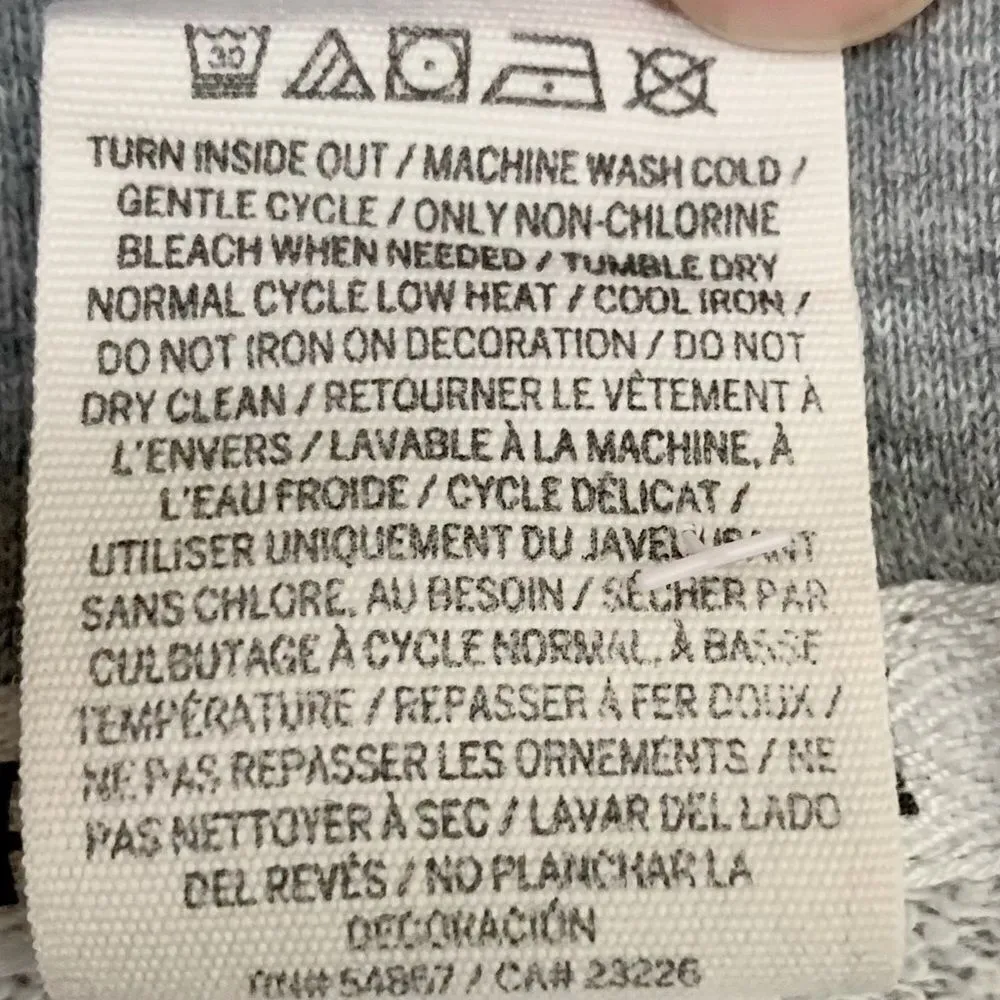 30
TURN INSIDE OUT / MACHINE WASH COLD /
GENTLE CYCLE / ONLY NON-CHLORINE
BLEACH WHEN NEEDED / TUMBLE DRY
NORMAL CYCLE LOW HEAT / COOL IRON /
DO NOT IRON ON DECORATION / DO NOT
DRY CLEAN / RETOURNER LE VÊTEMENT À
L'ENVERS / LAVABLE À LA MACHINE, À
L'EAU FROIDE / CYCLE DÉLICAT /
UTILISER UNIQUEMENT DU JAVELLISANT
SANS CHLORE, AU BESOIN / SÉCHER PAR
CULBUTAGE À CYCLE NORMAL, À BASSE
TEMPÉRATURE / REPASSER À FER DOUX /
NE PAS REPASSER LES ORNEMENTS / NE
PAS NETTOYER À SEC / LAVAR DEL LADO
DEL REVÉS / NO PLANCHAR LA
DECORACIÓN
RN# 54867 / CA# 23226